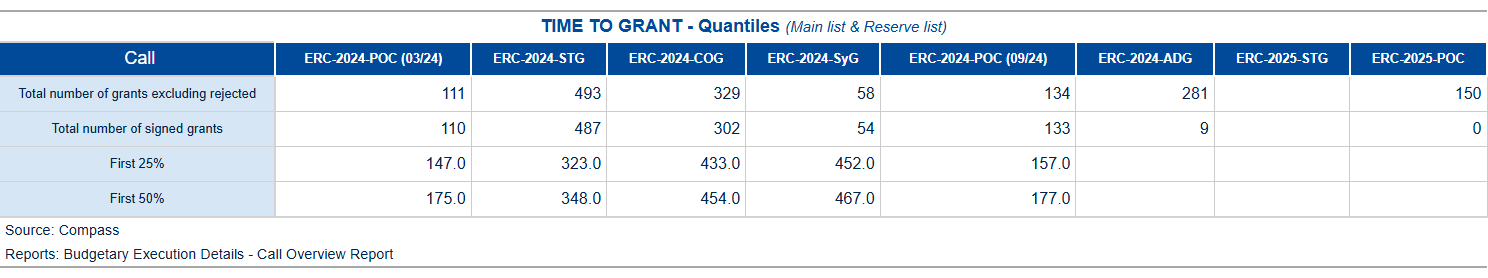 TIME TO GRANT - Quantiles (Main list & Reserve list)
Call ERC-2024-POC (03/24) ERC-2024-STG ERC-2024-COG ERC-2024-SyG ERC-2024-POC (09/24) ERC-2024-ADG ERC-2025-STG ERC-2025-POC
Total number of grants excluding rejected 111 493 329 58 134 281 150
Total number of signed grants 110 487 302 54 133 9 0
First 25% 147.0 323.0 433.0 452.0 157.0
First 50% 175.0 348.0 454.0 467.0 177.0
Source: Compass
Reports: Budgetary Execution Details - Call Overview Report